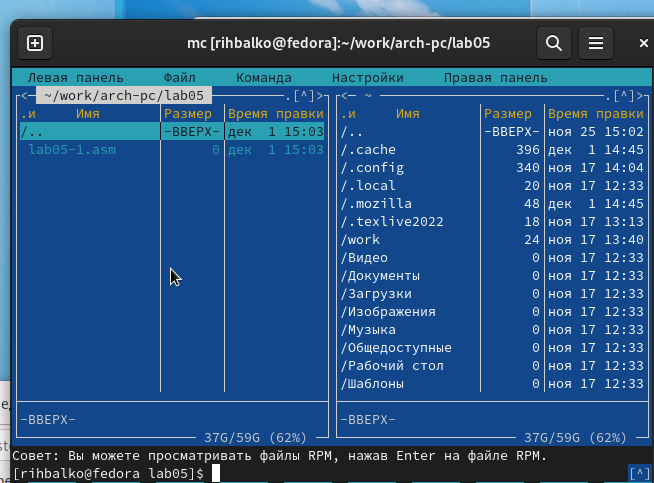 mc [rihbalko@fedora]:~/work/arch-pc/lab05
Левая панель Файл Команда Настройки Правая панель
<— ~/work/arch-pc/lab05 .[^]>
.и Имя Размер Время правки
/.. -ВВЕРХ- дек 1 15:03
lab05-1.asm 0 дек 1 15:03
-ВВЕРХ-
37G/59G (62%)
<— ~ .[^]>
.и Имя Размер Время правки
/.. -ВВЕРХ- ноя 25 15:02
/.cache 396 дек 1 14:45
/.config 340 ноя 17 14:04
/.local 20 ноя 17 12:33
/.mozilla 48 дек 1 14:45
/.texlive2022 18 ноя 17 13:13
/work 24 ноя 17 13:40
/Видео 0 ноя 17 12:33
/Документы 0 ноя 17 12:33
/Загрузки 0 ноя 17 12:33
/Изображения 0 ноя 17 12:33
/Музыка 0 ноя 17 12:33
/Общедоступные 0 ноя 17 12:33
/Рабочий стол 0 ноя 17 12:33
/Шаблоны 0 ноя 17 12:33
-ВВЕРХ-
37G/59G (62%)
Совет: Вы можете просматривать файлы RPM, нажав Enter на файле RPM.
[rihbalko@fedora lab05]$ [^]